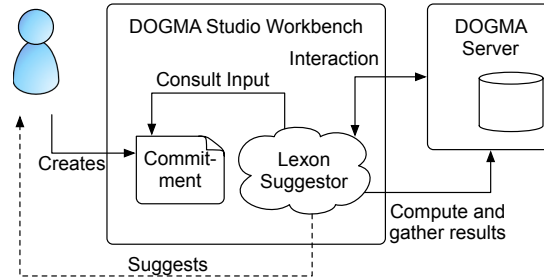 DOGMA Studio Workbench
DOGMA
Server
Interaction
Consult Input
Creates
Commit-
ment
Lexon
Suggestor
Compute and
gather results
Suggests